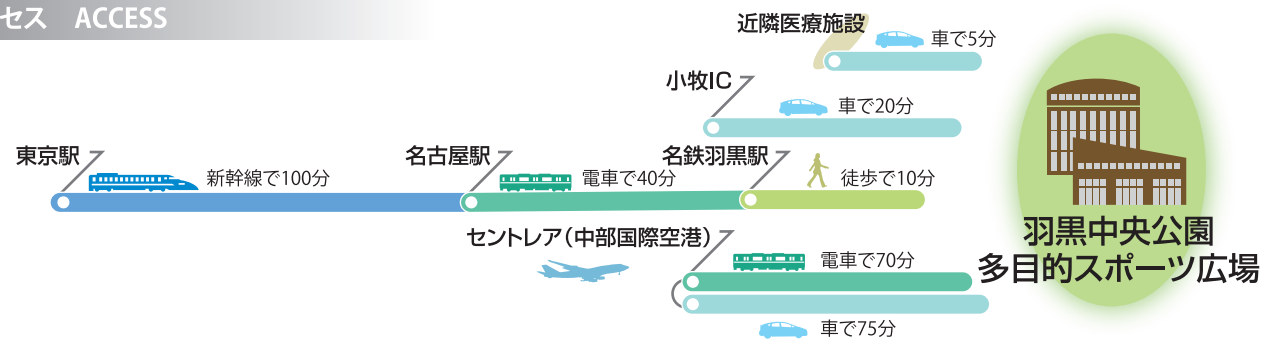 セス ACCESS
近隣医療施設
車で5分
小牧IC
車で20分
東京駅
新幹線で100分
名古屋駅
電車で40分
名鉄羽黒駅
徒歩で10分
セントレア（中部国際空港）
電車で70分
車で75分
羽黒中央公園
多目的スポーツ広場